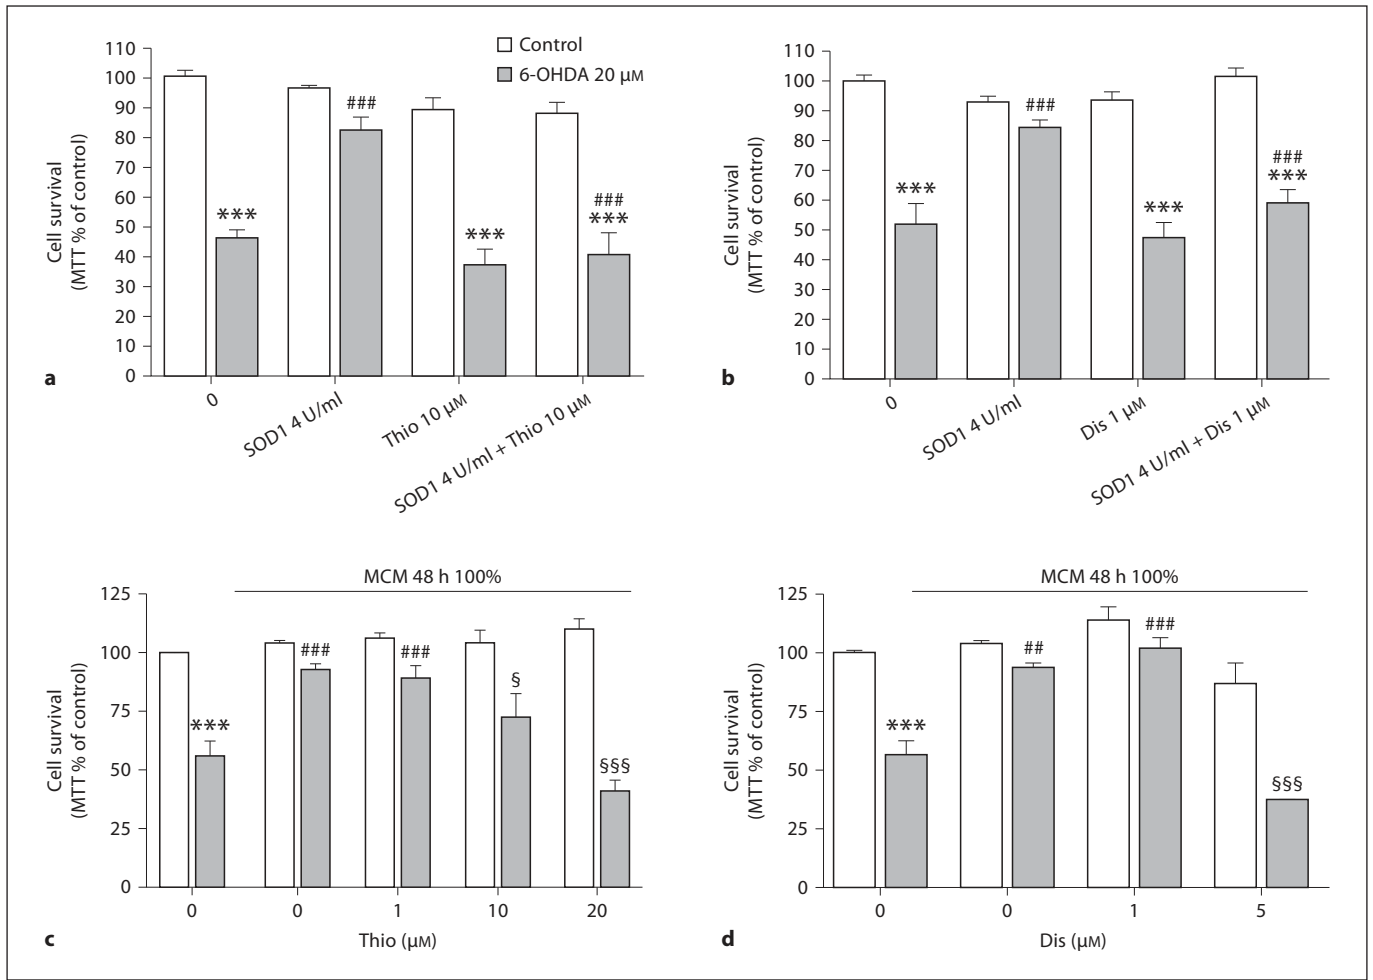 Control
6-OHDA 20 µM
110
100
90
80
70
60
50
40
30
20
10
0
Cell survival
(MTT % of control)
***
###
***
###
***
0
SOD1 4 U/ml
Thio 10 µM
SOD1 4 U/ml + Thio 10 µM
a
110
100
90
80
70
60
50
40
30
20
10
0
Cell survival
(MTT % of control)
***
###
***
###
***
0
SOD1 4 U/ml
Dis 1 µM
SOD1 4 U/ml + Dis 1 µM
b
MCM 48 h 100%
125
100
75
50
25
0
Cell survival
(MTT % of control)
***
###
###
§
§§§
0
0
1
10
20
Thio (µM)
c
MCM 48 h 100%
125
100
75
50
25
0
Cell survival
(MTT % of control)
***
##
###
§§§
0
0
1
5
Dis (µM)
d